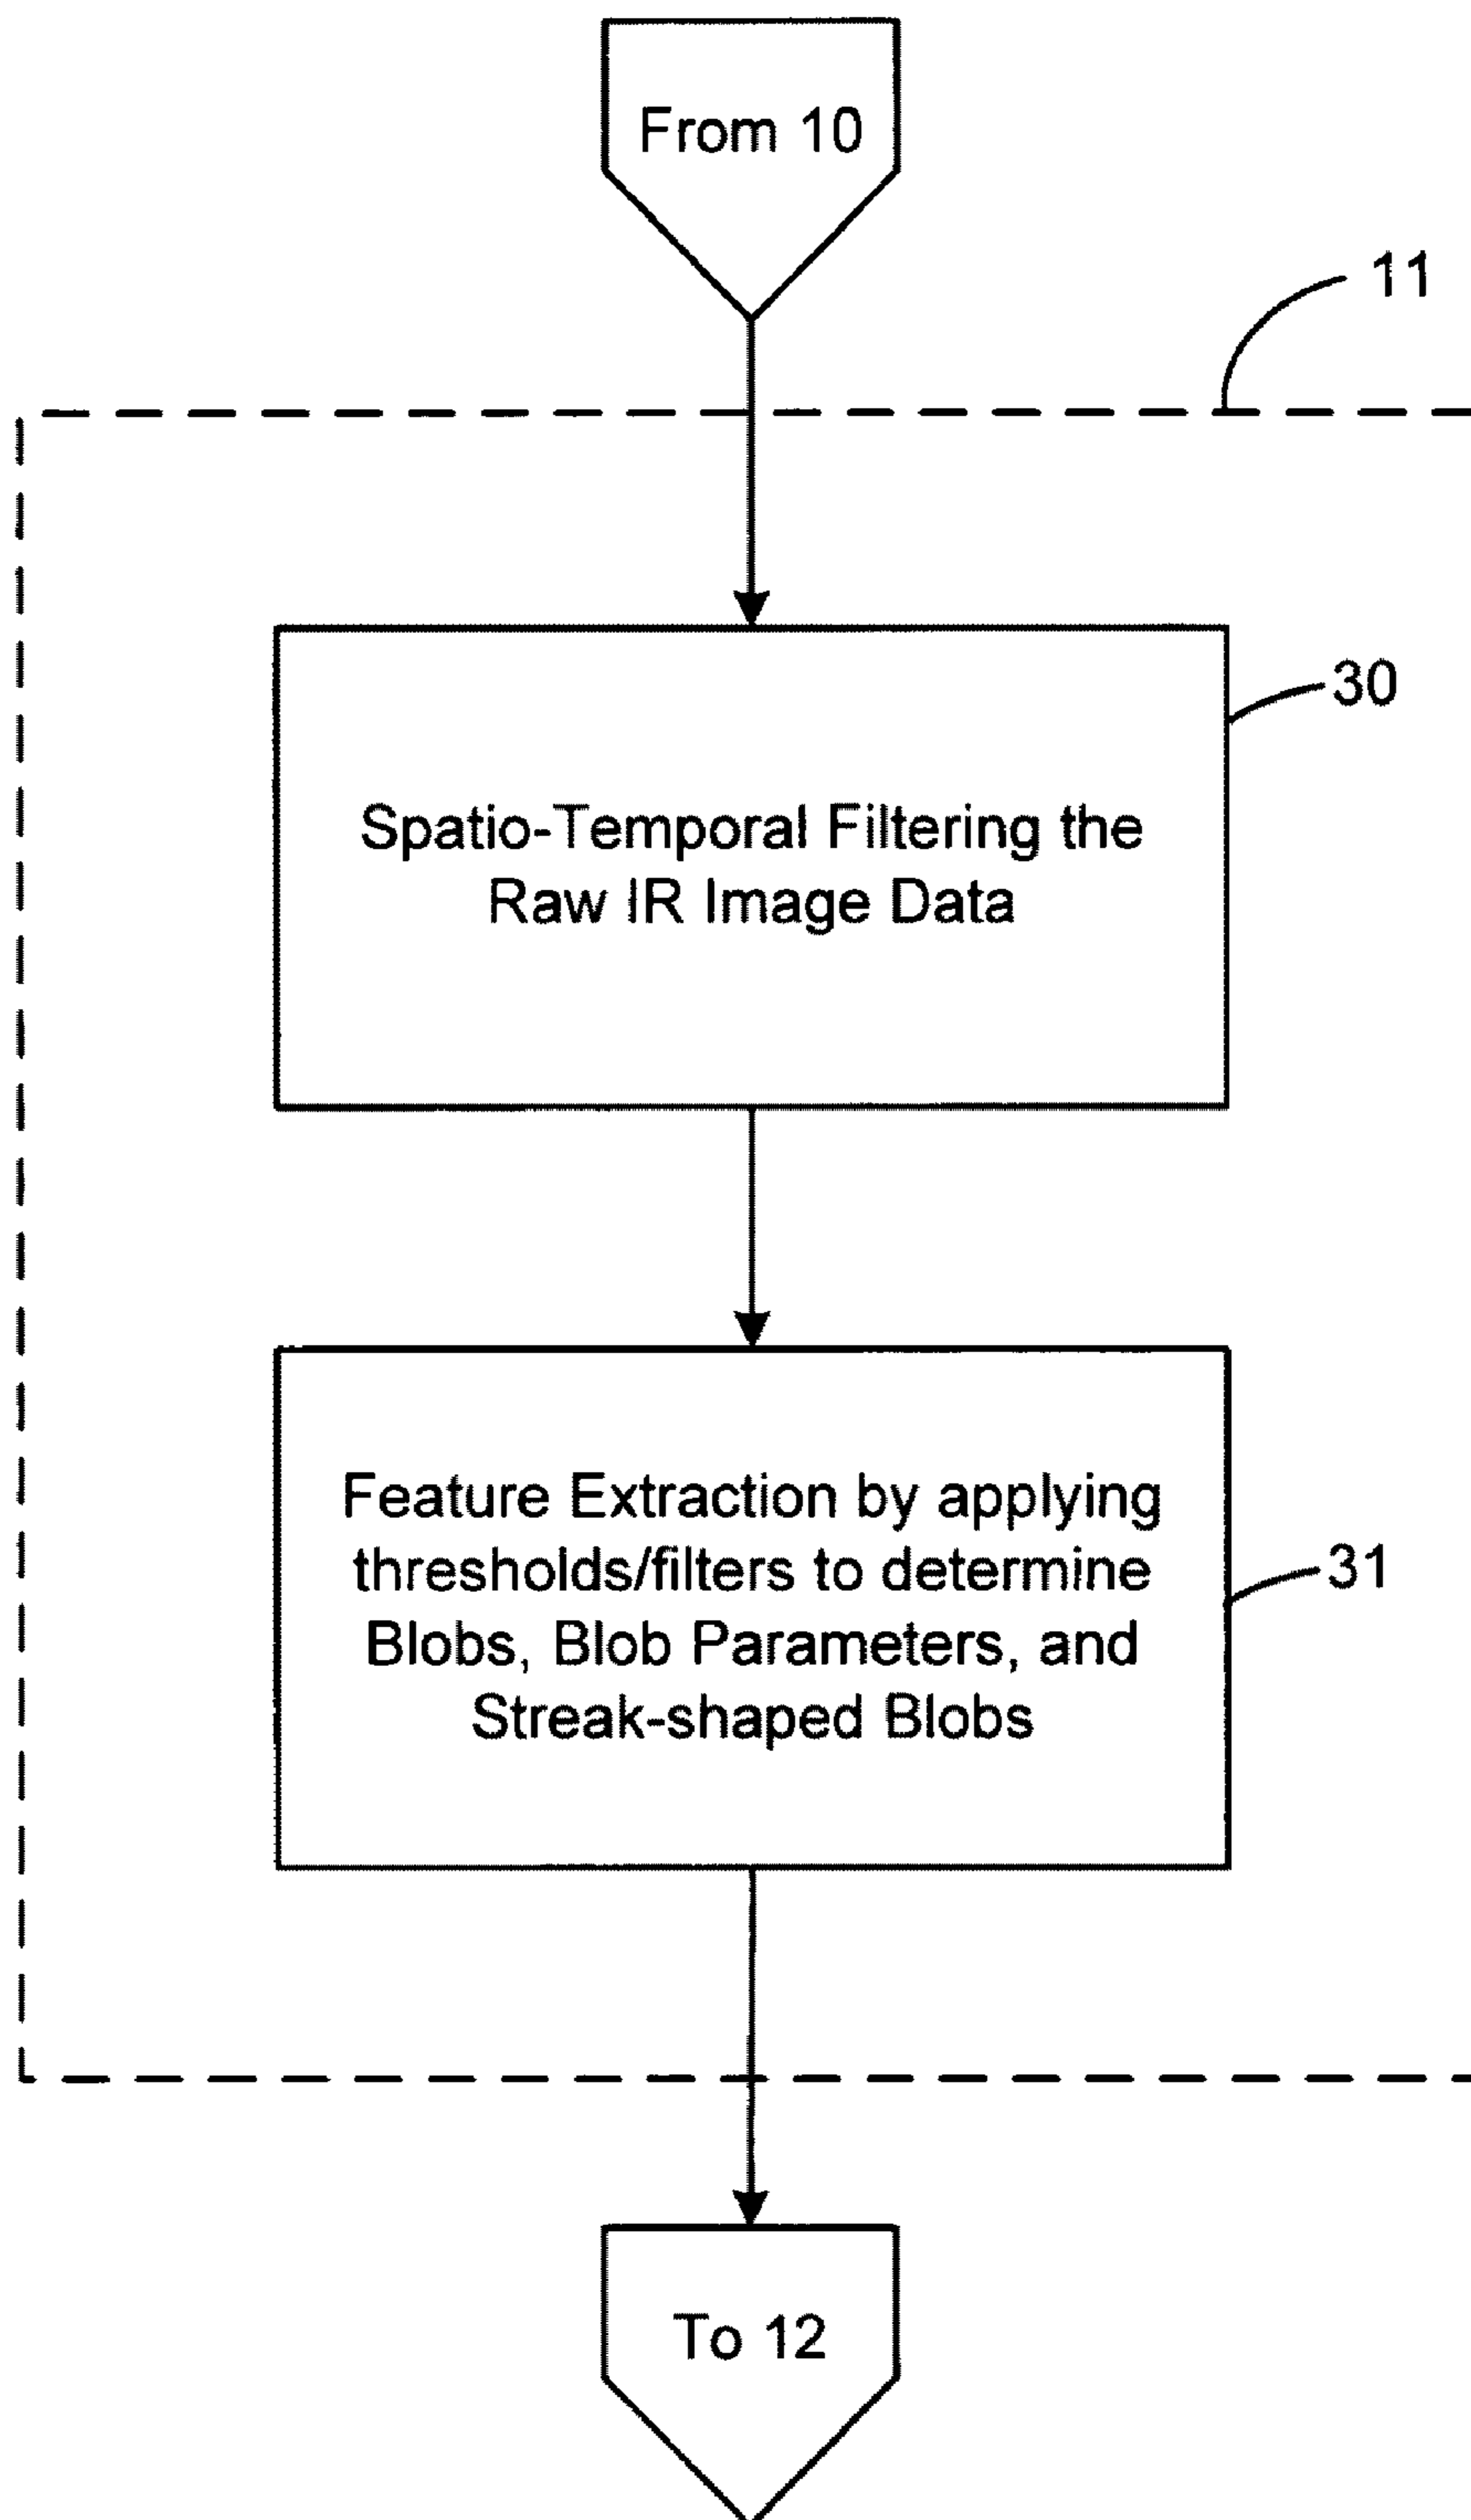 From 10
11
30
Spatio-Temporal Filtering the
Raw IR Image Data
Feature Extraction by applying
thresholds/filters to determine
Blobs, Blob Parameters, and
Streak-shaped Blobs
31
To 12